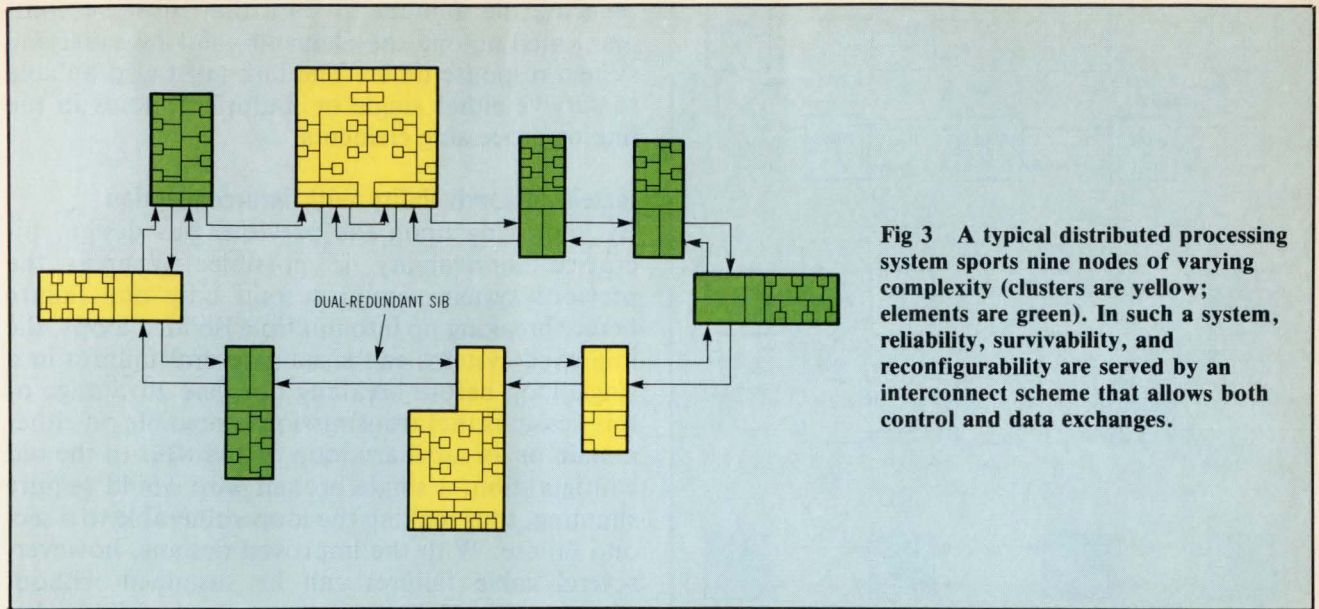 Fig 3 A typical distributed processing
system sports nine nodes of varying
complexity (clusters are yellow;
elements are green). In such a system,
reliability, survivability, and
reconfigurability are served by an
interconnect scheme that allows both
control and data exchanges.
DUAL-REDUNDANT SIB